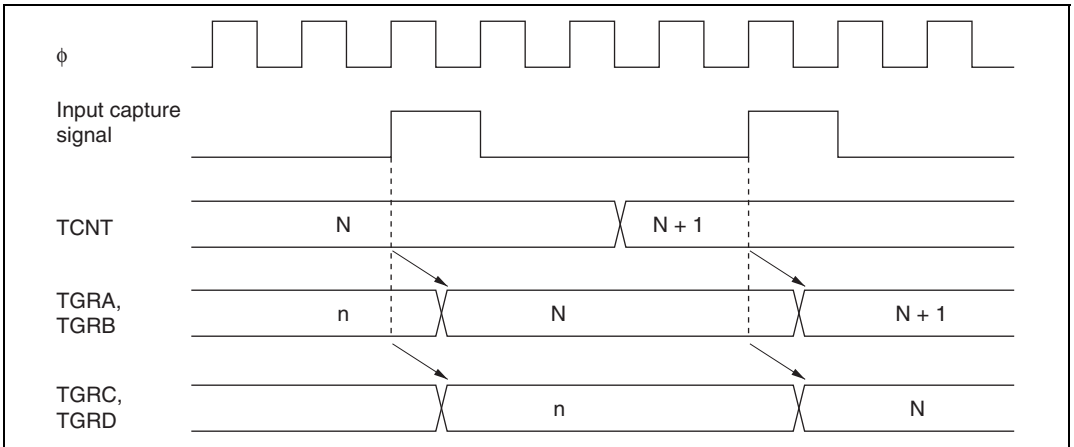 ϕ
Input capture
signal
TCNT
N
N + 1
TGRA,
TGRB
n
N
N + 1
TGRC,
TGRD
n
N